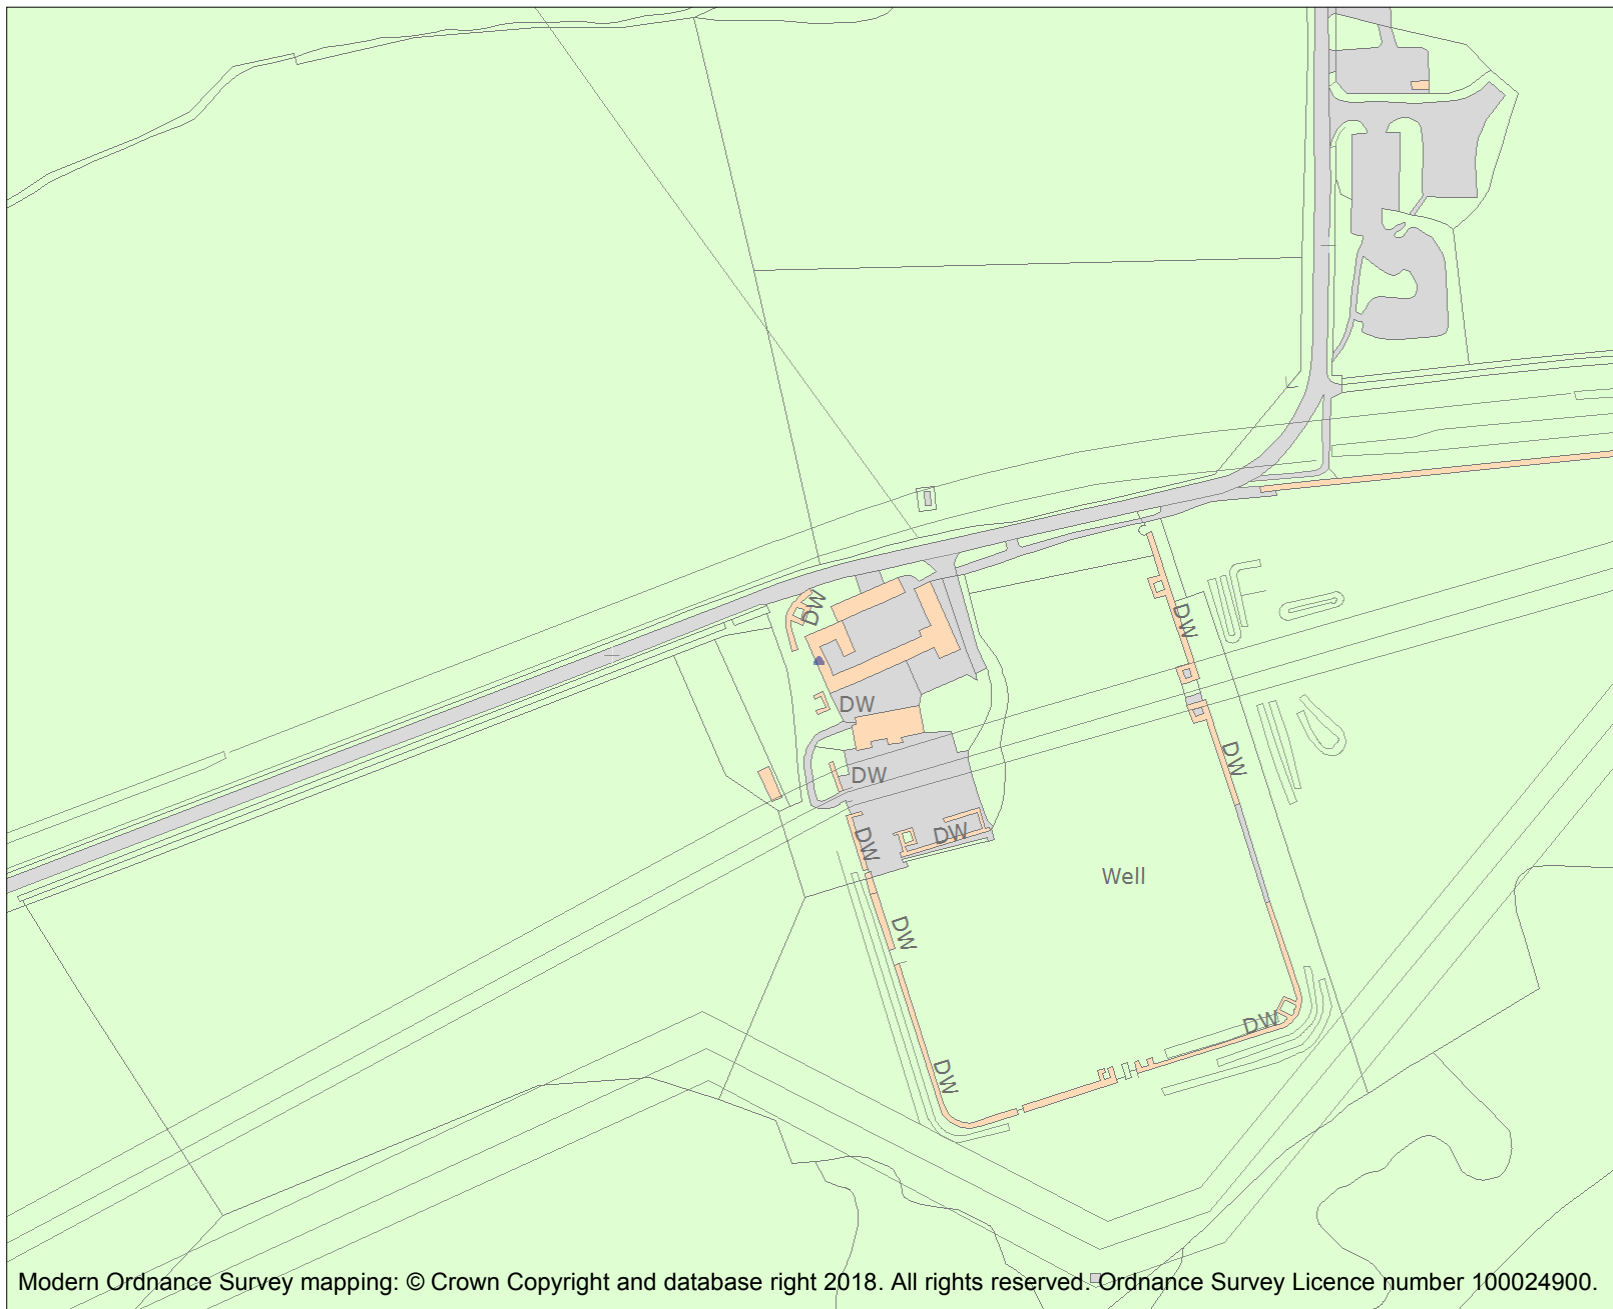 DW
DW
DW
DW
DW
DW
DW
Well
DW
DW
DW
Modern Ordnance Survey mapping: © Crown Copyright and database right 2018. All rights reserved. Ordnance Survey Licence number 100024900.